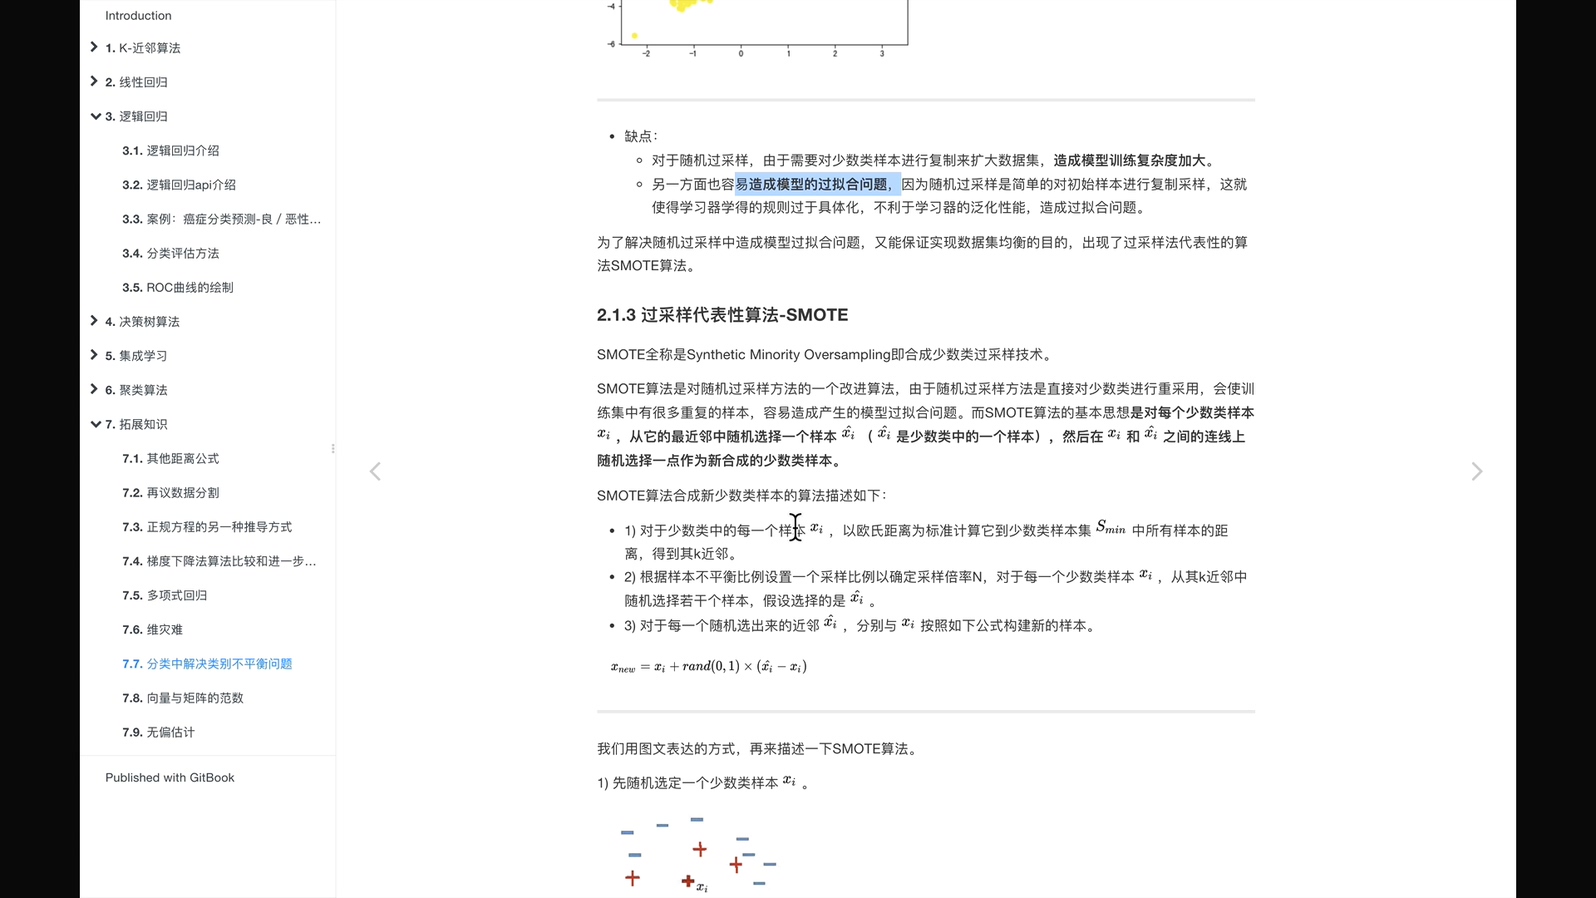 Introduction
1. K-近邻算法
2. 线性回归
3. 逻辑回归
3.1. 逻辑回归介绍
3.2. 逻辑回归api介绍
3.3. 案例：癌症分类预测-良／恶性...
3.4. 分类评估方法
3.5. ROC曲线的绘制
4. 决策树算法
5. 集成学习
6. 聚类算法
7. 拓展知识
7.1. 其他距离公式
7.2. 再议数据分割
7.3. 正规方程的另一种推导方式
7.4. 梯度下降法算法比较和进一步...
7.5. 多项式回归
7.6. 维灾难
7.7. 分类中解决类别不平衡问题
7.8. 向量与矩阵的范数
7.9. 无偏估计
Published with GitBook
-4
-6
-2 -1 0 1 2 3
缺点：
对于随机过采样，由于需要对少数类样本进行复制来扩大数据集，造成模型训练复杂度加大。
另一方面也容易造成模型的过拟合问题，因为随机过采样是简单的对初始样本进行复制采样，这就
使得学习器学得的规则过于具体化，不利于学习器的泛化性能，造成过拟合问题。
为了解决随机过采样中造成模型过拟合问题，又能保证实现数据集均衡的目的，出现了过采样法代表性的算
法SMOTE算法。
2.1.3 过采样代表性算法-SMOTE
SMOTE全称是Synthetic Minority Oversampling即合成少数类过采样技术。
SMOTE算法是对随机过采样方法的一个改进算法，由于随机过采样方法是直接对少数类进行重采用，会使训
练集中有很多重复的样本，容易造成产生的模型过拟合问题。而SMOTE算法的基本思想是对每个少数类样本
x_i ，从它的最近邻中随机选择一个样本 x̂_i （ x̂_i 是少数类中的一个样本），然后在 x_i 和 x̂_i 之间的连线上
随机选择一点作为新合成的少数类样本。
SMOTE算法合成新少数类样本的算法描述如下：
1) 对于少数类中的每一个样本 x_i ，以欧氏距离为标准计算它到少数类样本集 S_min 中所有样本的距
离，得到其k近邻。
2) 根据样本不平衡比例设置一个采样比例以确定采样倍率N，对于每一个少数类样本 x_i ，从其k近邻中
随机选择若干个样本，假设选择的是 x̂_i 。
3) 对于每一个随机选出来的近邻 x̂_i ，分别与 x_i 按照如下公式构建新的样本。
x_new = x_i + rand(0, 1) × (x̂_i − x_i)
我们用图文表达的方式，再来描述一下SMOTE算法。
1) 先随机选定一个少数类样本 x_i 。
x_i